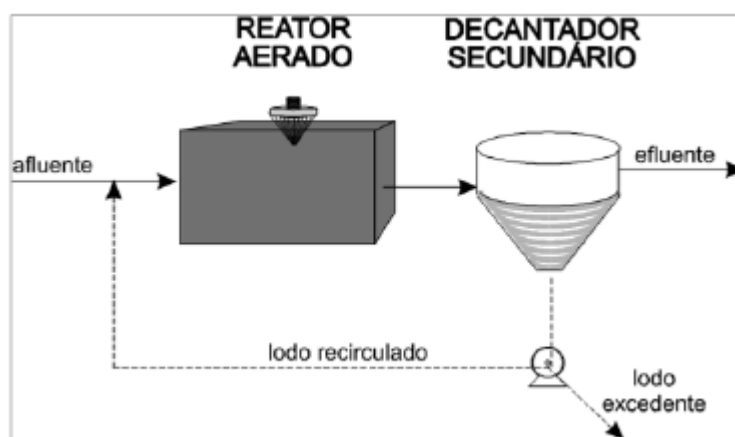 REATOR
AERADO
DECANTADOR
SECUNDÁRIO
afluente
efluente
lodo recirculado
lodo
excedente